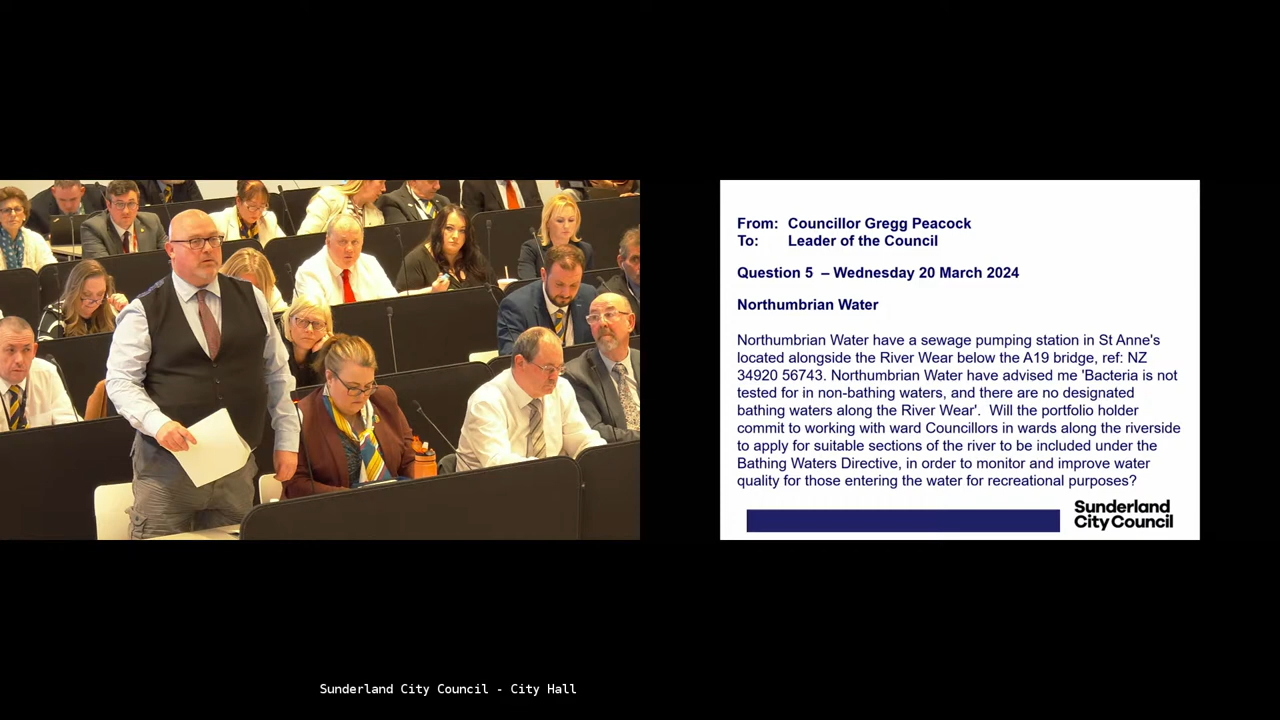 From: Councillor Gregg Peacock
To: Leader of the Council
Question 5 – Wednesday 20 March 2024
Northumbrian Water
Northumbrian Water have a sewage pumping station in St Anne's
located alongside the River Wear below the A19 bridge, ref: NZ
34920 56743. Northumbrian Water have advised me 'Bacteria is not
tested for in non-bathing waters, and there are no designated
bathing waters along the River Wear'. Will the portfolio holder
commit to working with ward Councillors in wards along the riverside
to apply for suitable sections of the river to be included under the
Bathing Waters Directive, in order to monitor and improve water
quality for those entering the water for recreational purposes?
Sunderland
City Council
Sunderland City Council - City Hall